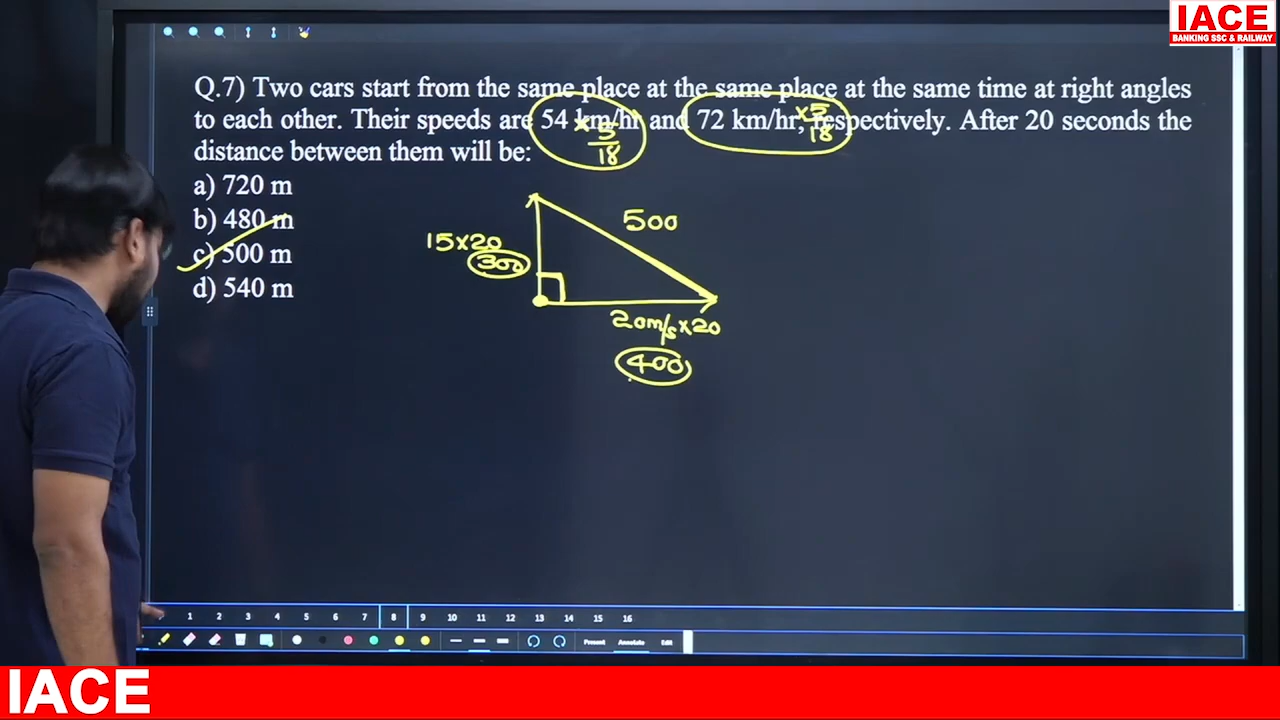 IACE
BANKING SSC & RAILWAY
Q.7) Two cars start from the same place at the same place at the same time at right angles
to each other. Their speeds are 54 km/hr and 72 km/hr, respectively. After 20 seconds the
distance between them will be:
× 5/18
× 5/18
a) 720 m
b) 480 m
c) 500 m
d) 540 m
500
15×20
300
20m/s×20
400
1 2 3 4 5 6 7 8 9 10 11 12 13 14 15 16
Present Annotate Edit
IACE